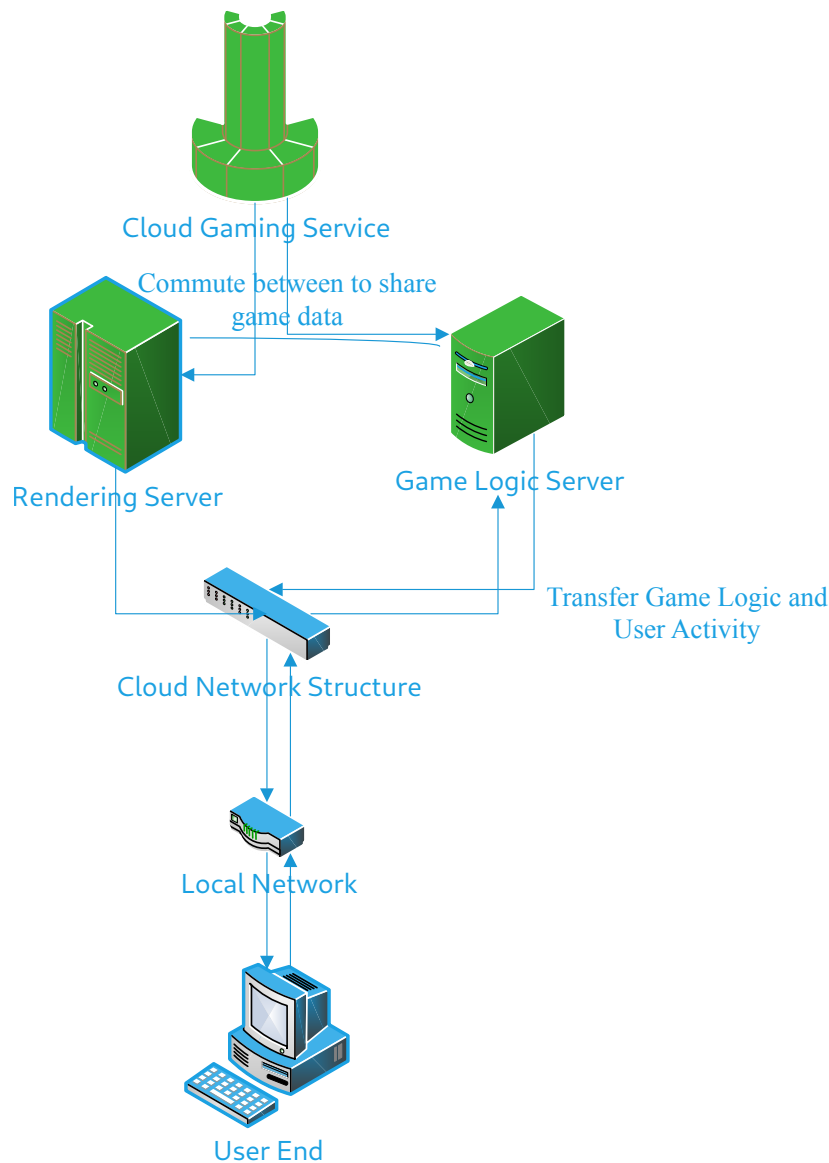 Cloud Gaming Service
Commute between to share
game data
Rendering Server
Game Logic Server
Transfer Game Logic and
User Activity
Cloud Network Structure
Local Network
User End